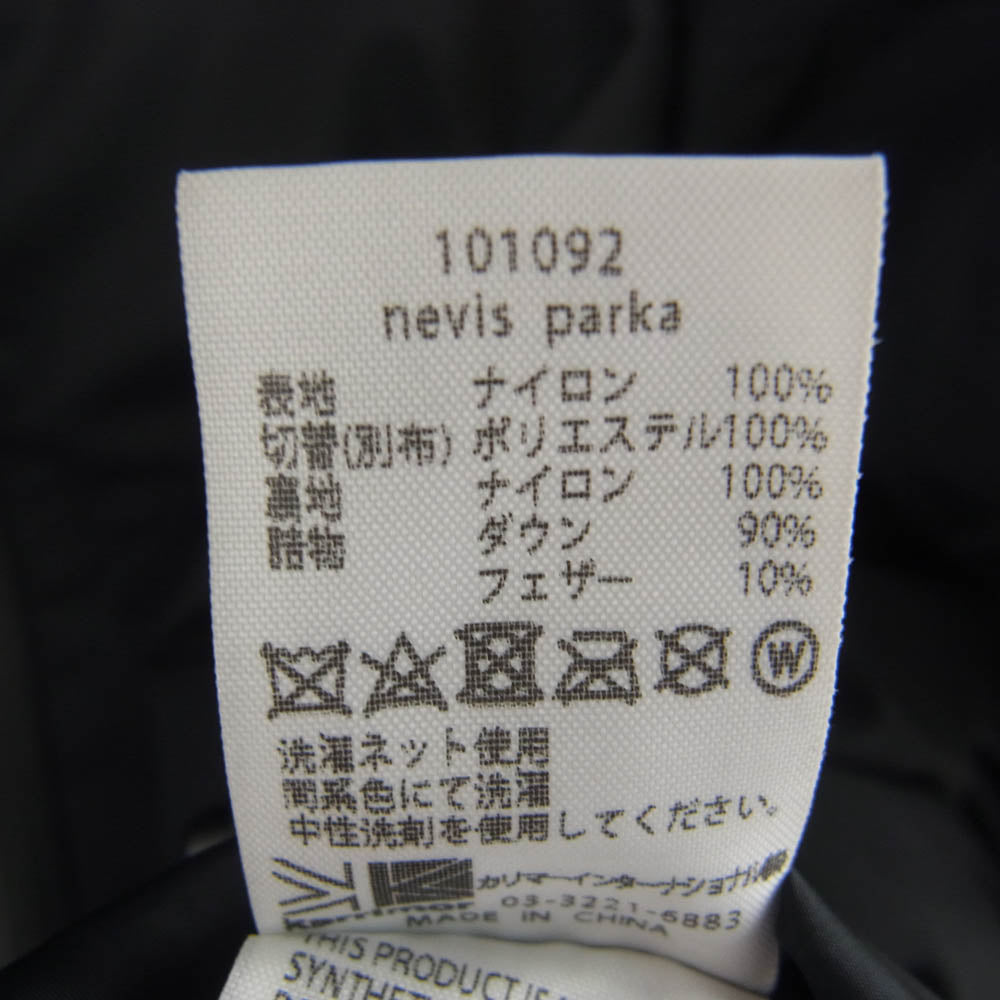 101092
nevis parka
表地 ナイロン 100%
切替(別布) ポリエステル100%
裏地 ナイロン 100%
詰物 ダウン 90%
フェザー 10%
W
洗濯ネット使用
同系色にて洗濯
中性洗剤を使用してください。
karrimor
カリマーインターナショナル
03-3221-6883
MADE IN CHINA
THIS PRODUCT IS